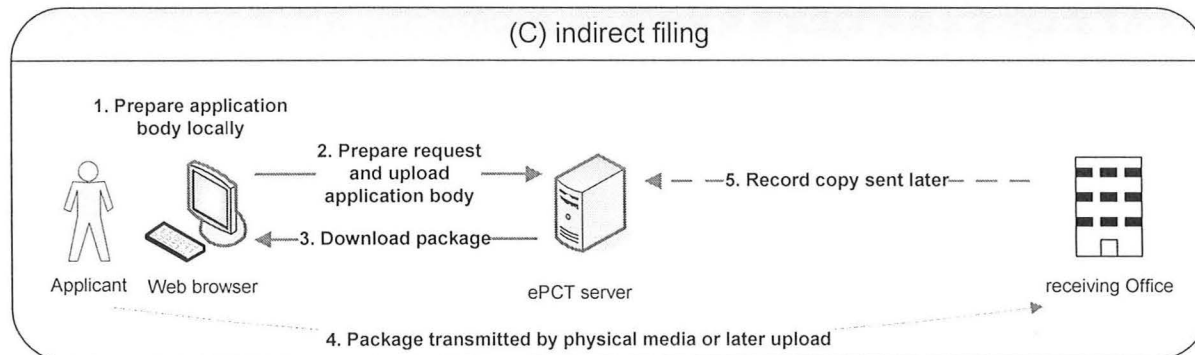 (C) indirect filing
1. Prepare application
body locally
2. Prepare request
and upload
application body
3. Download package
5. Record copy sent later
Applicant
Web browser
ePCT server
receiving Office
4. Package transmitted by physical media or later upload